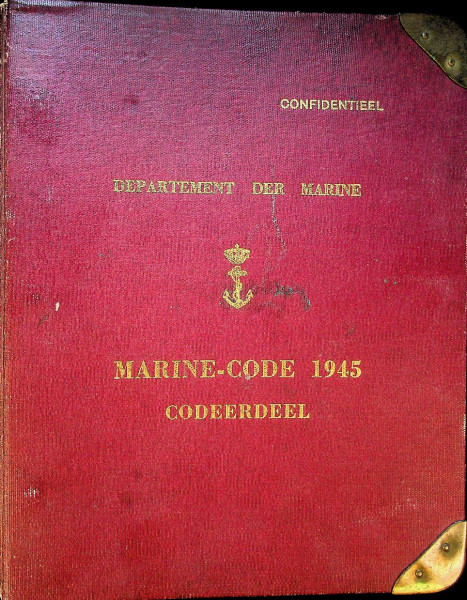 CONFIDENTIEEL
DEPARTEMENT DER MARINE
MARINE-CODE 1945
CODEERDEEL